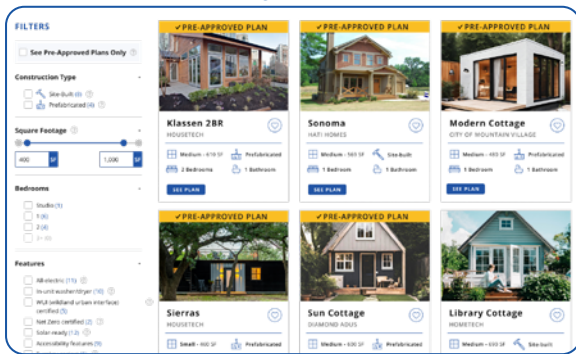 FILTERS
See Pre-Approved Plans Only
Construction Type -
Site-Built
Prefabricated (4)
Square Footage -
400 SF
1,000 SF
Bedrooms -
Studio (1)
1 (6)
2 (4)
Features -
All-electric (11)
In unit washer/dryer (10)
WUI (wildland urban interface)
certified (5)
Net Zero certified (2)
Solar-ready (12)
Accessibility features (9)
✓PRE-APPROVED PLAN
Klassen 2BR
HOUSETECH
Medium - 610 SF
Prefabricated
2 Bedrooms
1 Bathroom
SEE PLAN
✓PRE-APPROVED PLAN
Sonoma
HATI HOMES
Medium - SF
Site-Built
1 Bedroom
1 Bathroom
SEE PLAN
✓PRE-APPROVED PLAN
Modern Cottage
CITY OF MOUNTAIN VILLAGE
Medium - SF
Prefabricated
1 Bedroom
1 Bathroom
SEE PLAN
✓PRE-APPROVED PLAN
Sierras
HOUSETECH
Small - 400 SF
Prefabricated
✓PRE-APPROVED PLAN
Sun Cottage
DIAMOND ADUS
Medium - 600 SF
Prefabricated
Library Cottage
HOMETECH
Medium - SF
Prefabricated